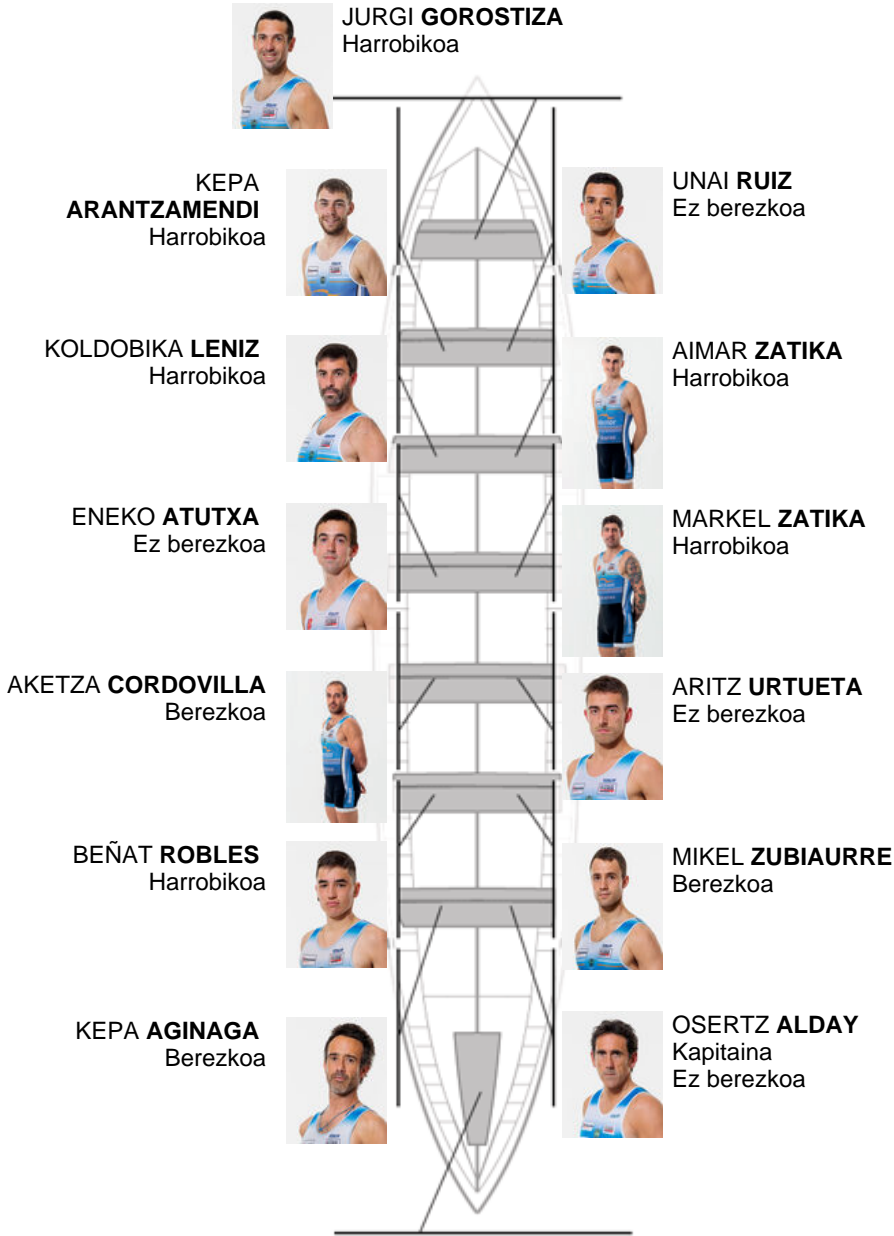 JURGI GOROSTIZA
Harrobikoa
KEPA
ARANTZAMENDI
Harrobikoa
UNAI RUIZ
Ez berezkoa
KOLDOBIKA LENIZ
Harrobikoa
AIMAR ZATIKA
Harrobikoa
ENEKO ATUTXA
Ez berezkoa
MARKEL ZATIKA
Harrobikoa
AKETZA CORDOVILLA
Berezkoa
ARITZ URTUETA
Ez berezkoa
BEÑAT ROBLES
Harrobikoa
MIKEL ZUBIAURRE
Berezkoa
KEPA AGINAGA
Berezkoa
OSERTZ ALDAY
Kapitaina
Ez berezkoa